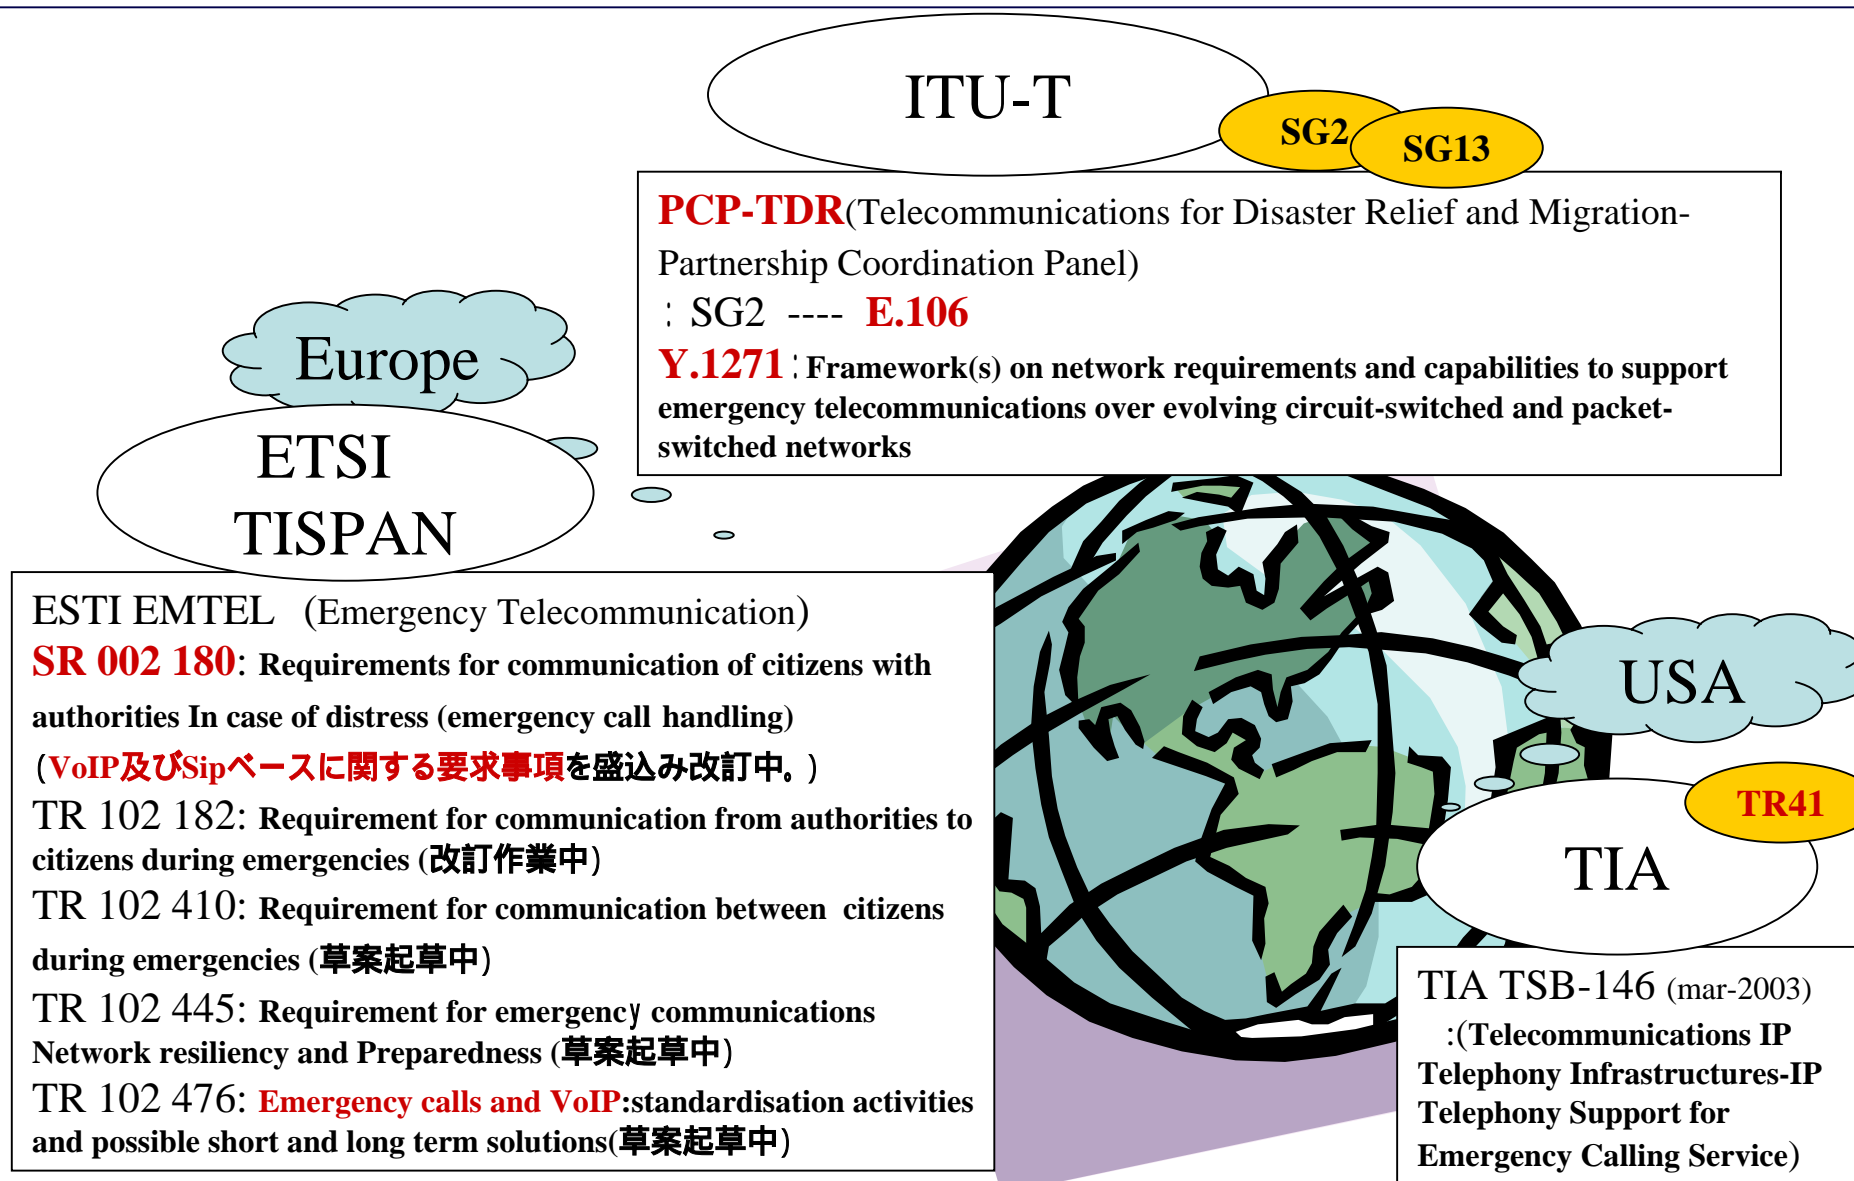 ITU-T
SG2
SG13
PCP-TDR(Telecommunications for Disaster Relief and Migration-
Partnership Coordination Panel)
: SG2 ---- E.106
Y.1271 : Framework(s) on network requirements and capabilities to support
emergency telecommunications over evolving circuit-switched and packet-
switched networks
Europe
ETSI
TISPAN
ESTI EMTEL (Emergency Telecommunication)
SR 002 180: Requirements for communication of citizens with
authorities In case of distress (emergency call handling)
(VoIP及びSipベースに関する要求事項を盛込み改訂中。)
TR 102 182: Requirement for communication from authorities to
citizens during emergencies (改訂作業中)
TR 102 410: Requirement for communication between citizens
during emergencies (草案起草中)
TR 102 445: Requirement for emergency communications
Network resiliency and Preparedness (草案起草中)
TR 102 476: Emergency calls and VoIP:standardisation activities
and possible short and long term solutions(草案起草中)
USA
TR41
TIA
TIA TSB-146 (mar-2003)
:(Telecommunications IP
Telephony Infrastructures-IP
Telephony Support for
Emergency Calling Service)